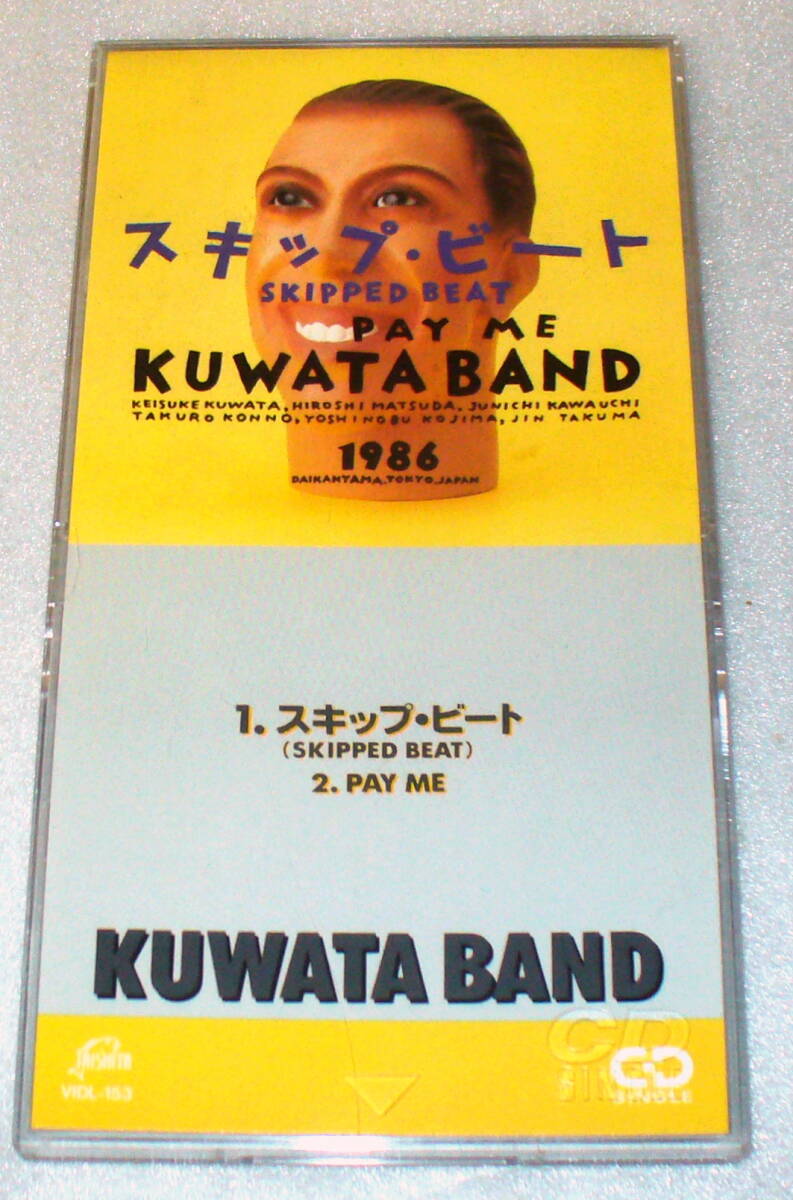 スキップ・ビート
SKIPPED BEAT
PAY ME
KUWATA BAND
KEISUKE KUWATA, HIROSHI MATSUDA, JUNICHI KAWAUCHI
TAMURO KONNO, YOSHINOBU KOJIMA, JIN TAKUMA
1986
DAIKANYAMA, TOKYO, JAPAN
1. スキップ・ビート
(SKIPPED BEAT)
2. PAY ME
KUWATA BAND
TAISHITA
VIDL-153
CD
SINGLE